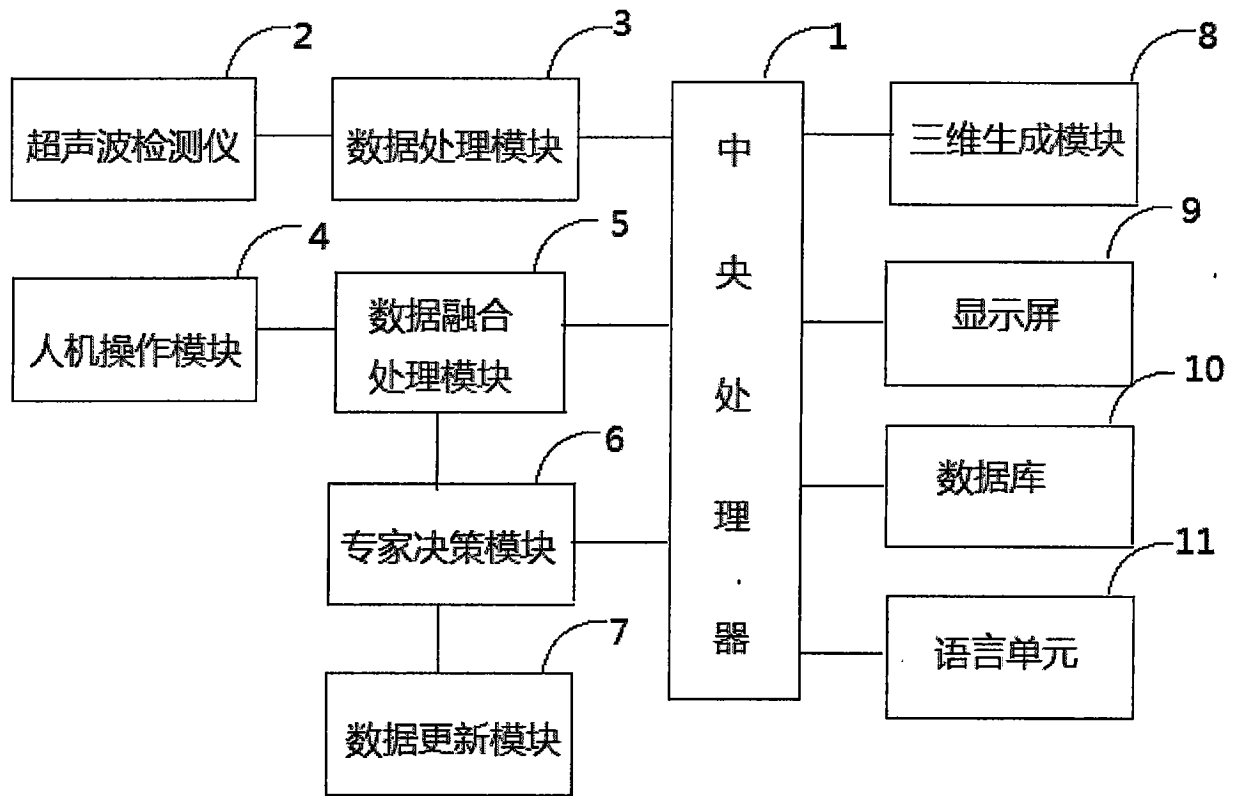 2
3
1
8
超声波检测仪
数据处理模块
中央处理器
三维生成模块
4
5
9
人机操作模块
数据融合
处理模块
显示屏
10
6
数据库
专家决策模块
11
7
语言单元
数据更新模块